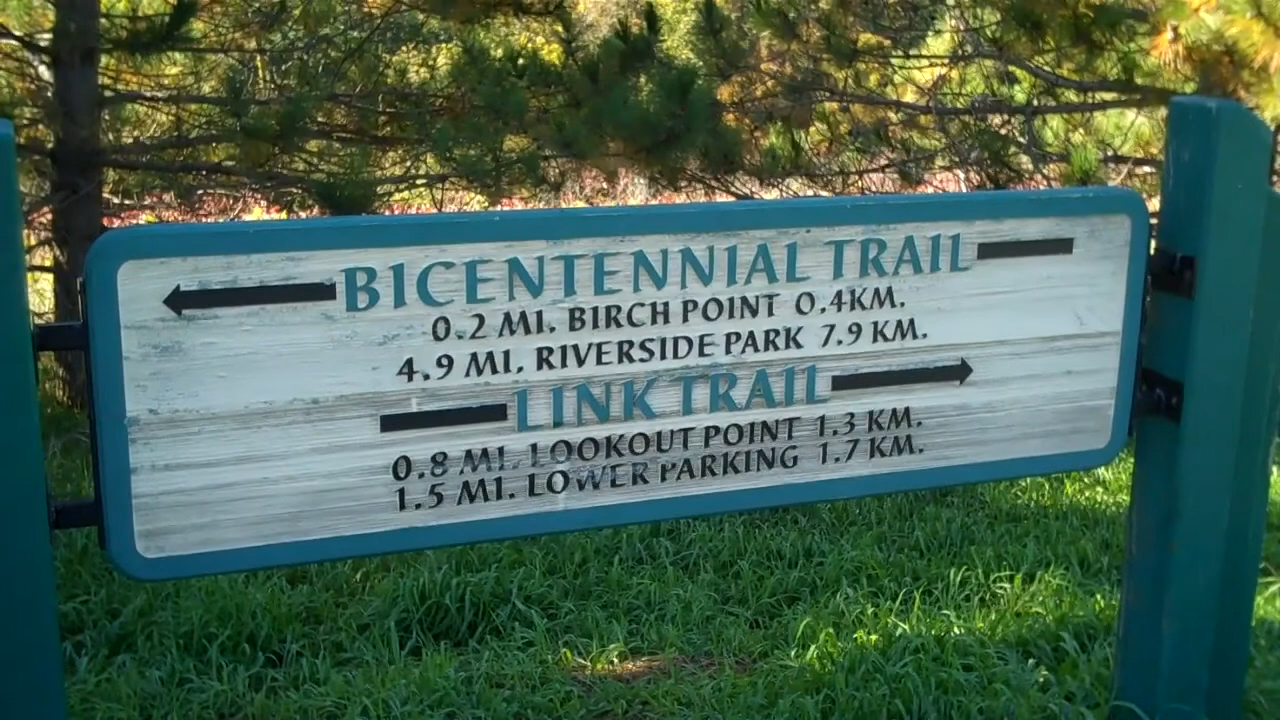 BICENTENNIAL TRAIL
0.2 MI. BIRCH POINT 0.4KM.
4.9 MI. RIVERSIDE PARK 7.9 KM.
LINK TRAIL
0.8 MI. LOOKOUT POINT 1.3 KM.
1.5 MI. LOWER PARKING 1.7 KM.